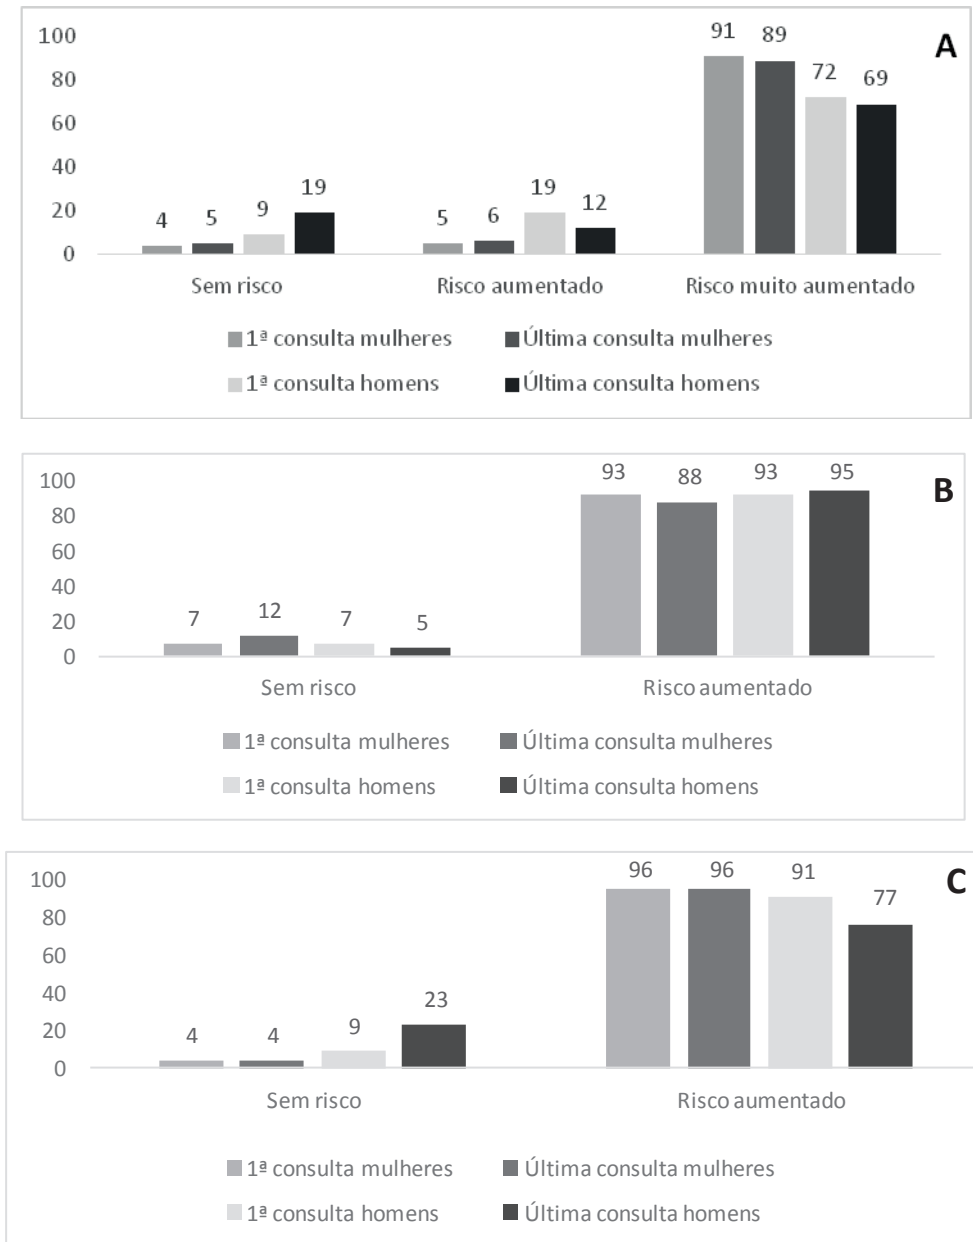 A
100
80
60
40
20
0
4 5 9 19 5 6 19 12 91 89 72 69
Sem risco Risco aumentado Risco muito aumentado
1ª consulta mulheres Última consulta mulheres
1ª consulta homens Última consulta homens
B
100
80
60
40
20
0
7 12 7 5 93 88 93 95
Sem risco Risco aumentado
1ª consulta mulheres Última consulta mulheres
1ª consulta homens Última consulta homens
C
100
80
60
40
20
0
4 4 9 23 96 96 91 77
Sem risco Risco aumentado
1ª consulta mulheres Última consulta mulheres
1ª consulta homens Última consulta homens